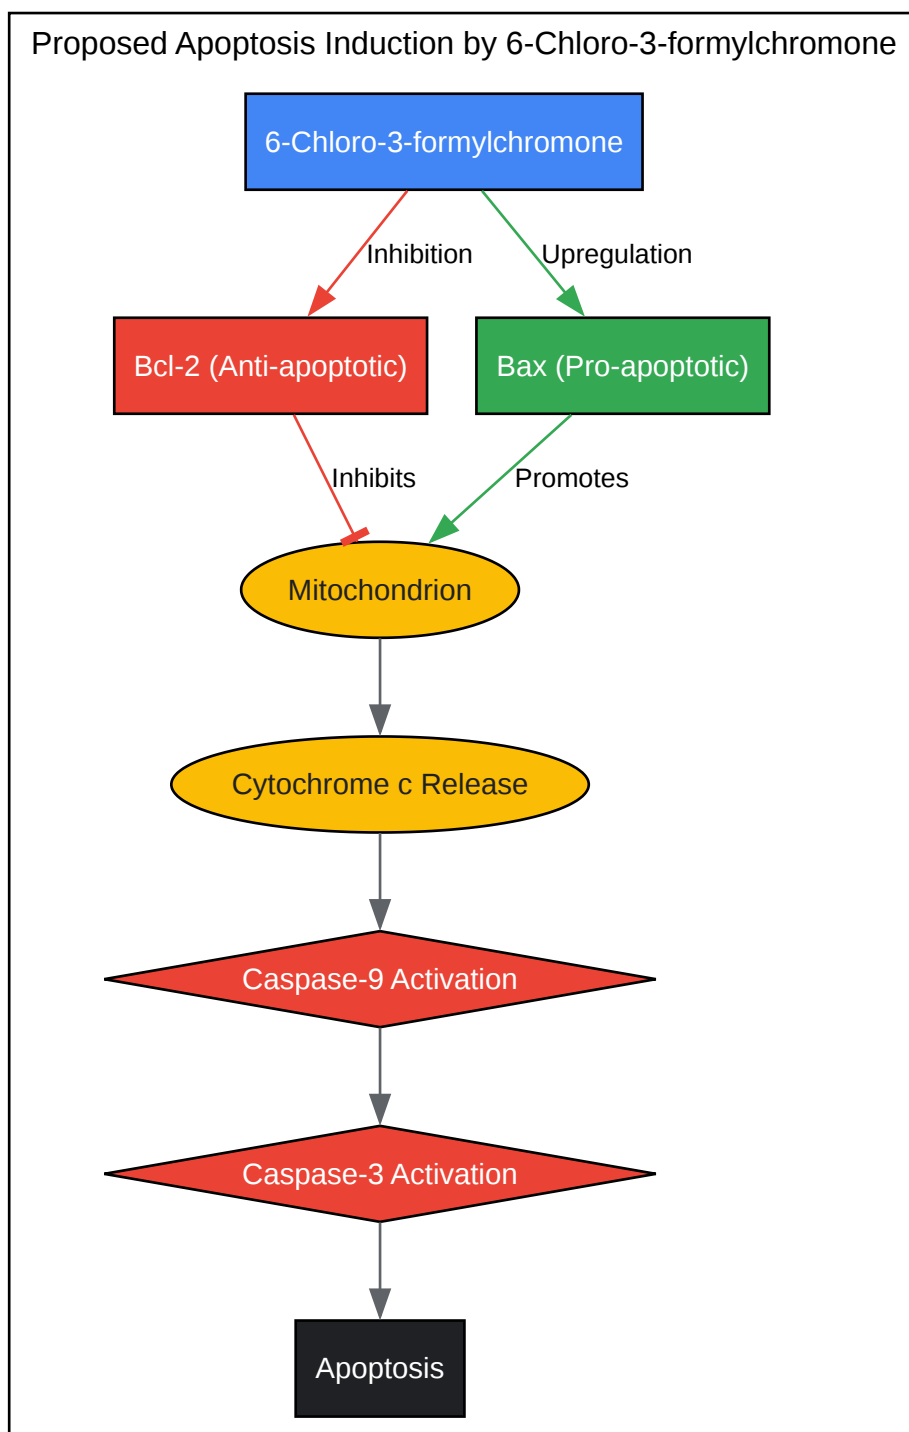 Proposed Apoptosis Induction by 6-Chloro-3-formylchromone
6-Chloro-3-formylchromone
Inhibition
Upregulation
Bcl-2 (Anti-apoptotic)
Bax (Pro-apoptotic)
Inhibits
Promotes
Mitochondrion
Cytochrome c Release
Caspase-9 Activation
Caspase-3 Activation
Apoptosis